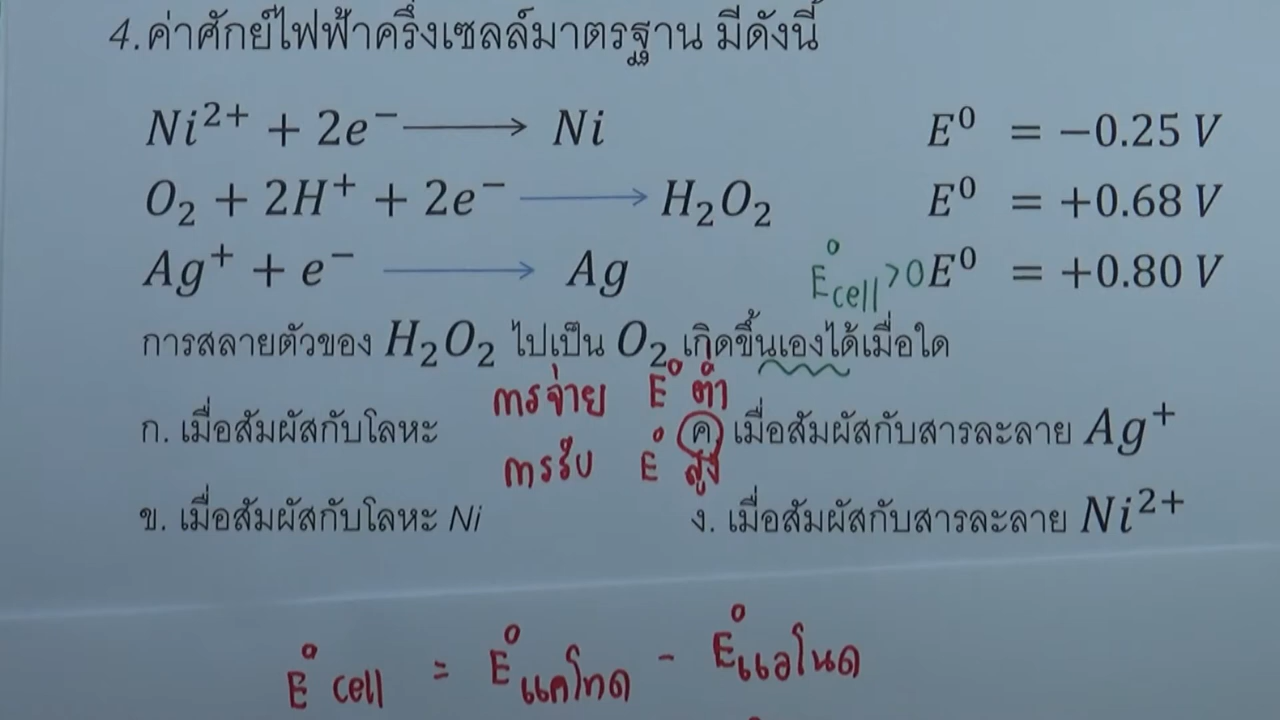 4. ค่าศักย์ไฟฟ้าครึ่งเซลล์มาตรฐาน มีดังนี้
Ni²⁺ + 2e⁻ ⟶ Ni E⁰ = −0.25 V
O₂ + 2H⁺ + 2e⁻ ⟶ H₂O₂ E⁰ = +0.68 V
Ag⁺ + e⁻ ⟶ Ag E⁰ = +0.80 V
E°cell >0
การสลายตัวของ H₂O₂ ไปเป็น O₂ เกิดขึ้นเองได้เมื่อใด
การจ่าย E° ต่ำ
ก. เมื่อสัมผัสกับโลหะ ค. เมื่อสัมผัสกับสารละลาย Ag⁺
การรับ E° สูง
ข. เมื่อสัมผัสกับโลหะ Ni ง. เมื่อสัมผัสกับสารละลาย Ni²⁺
E°cell = E°แคโทด - E°แอโนด